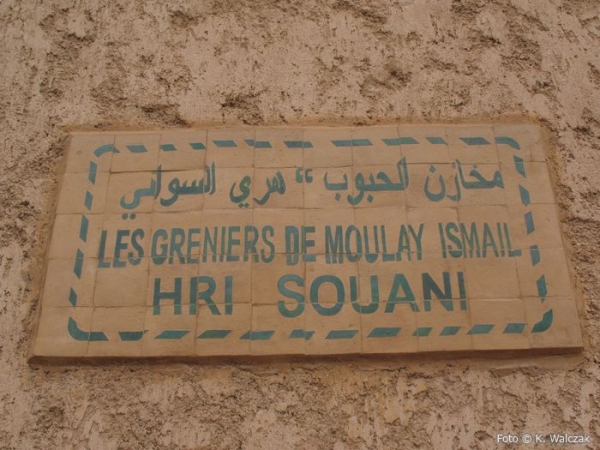 مخازن الحبوب “ هري السواني
LES GRENIERS DE MOULAY ISMAIL
HRI SOUANI
Foto © K. Walczak